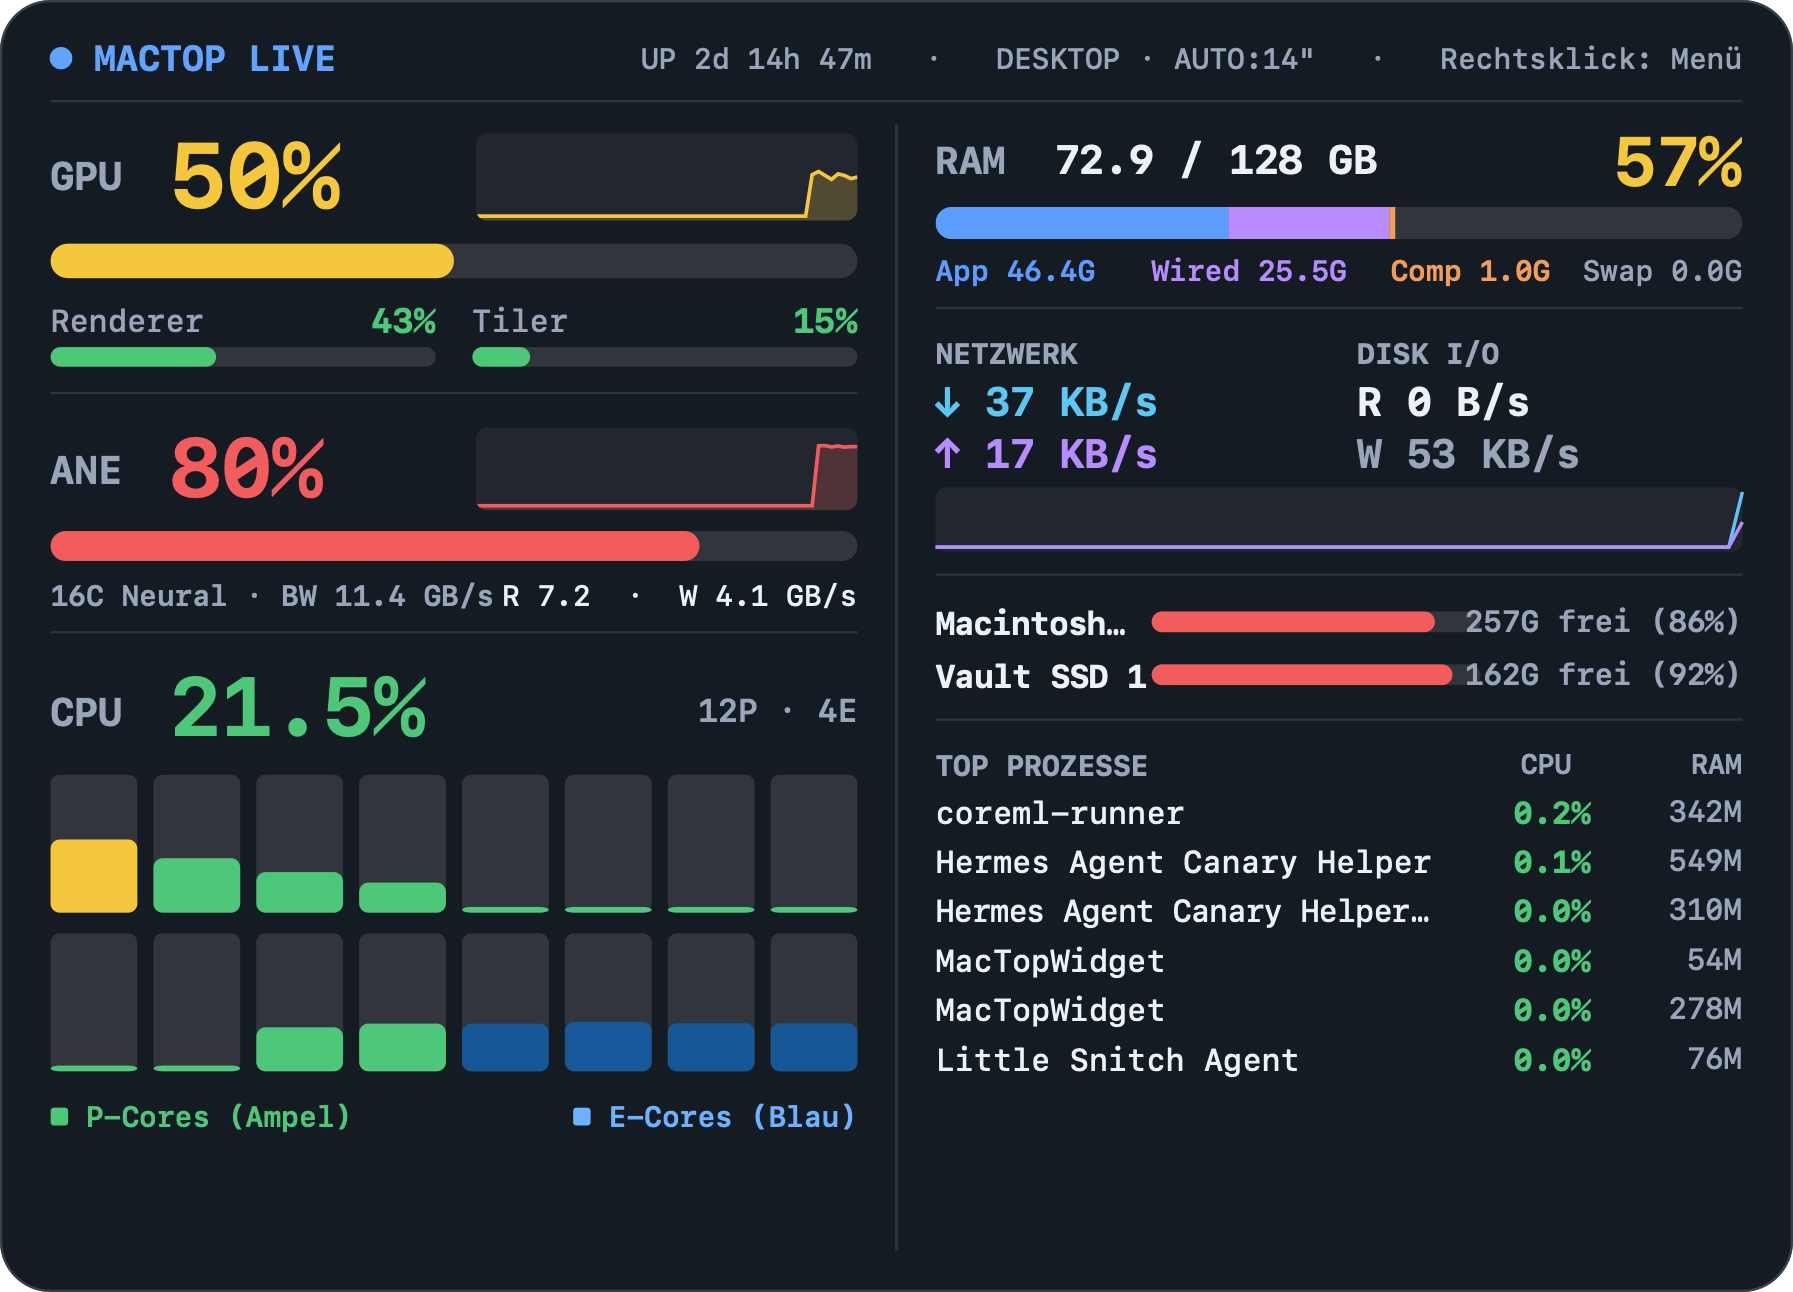 MACTOP LIVE
UP 2d 14h 47m · DESKTOP · AUTO:14" · Rechtsklick: Menü
GPU 50%
Renderer 43% Tiler 15%
ANE 80%
16C Neural · BW 11.4 GB/s R 7.2 · W 4.1 GB/s
CPU 21.5% 12P · 4E
P-Cores (Ampel) E-Cores (Blau)
RAM 72.9 / 128 GB 57%
App 46.4G Wired 25.5G Comp 1.0G Swap 0.0G
NETZWERK DISK I/O
↓ 37 KB/s R 0 B/s
↑ 17 KB/s W 53 KB/s
Macintosh… 257G frei (86%)
Vault SSD 1 162G frei (92%)
TOP PROZESSE CPU RAM
coreml-runner 0.2% 342M
Hermes Agent Canary Helper 0.1% 549M
Hermes Agent Canary Helper… 0.0% 310M
MacTopWidget 0.0% 54M
MacTopWidget 0.0% 278M
Little Snitch Agent 0.0% 76M